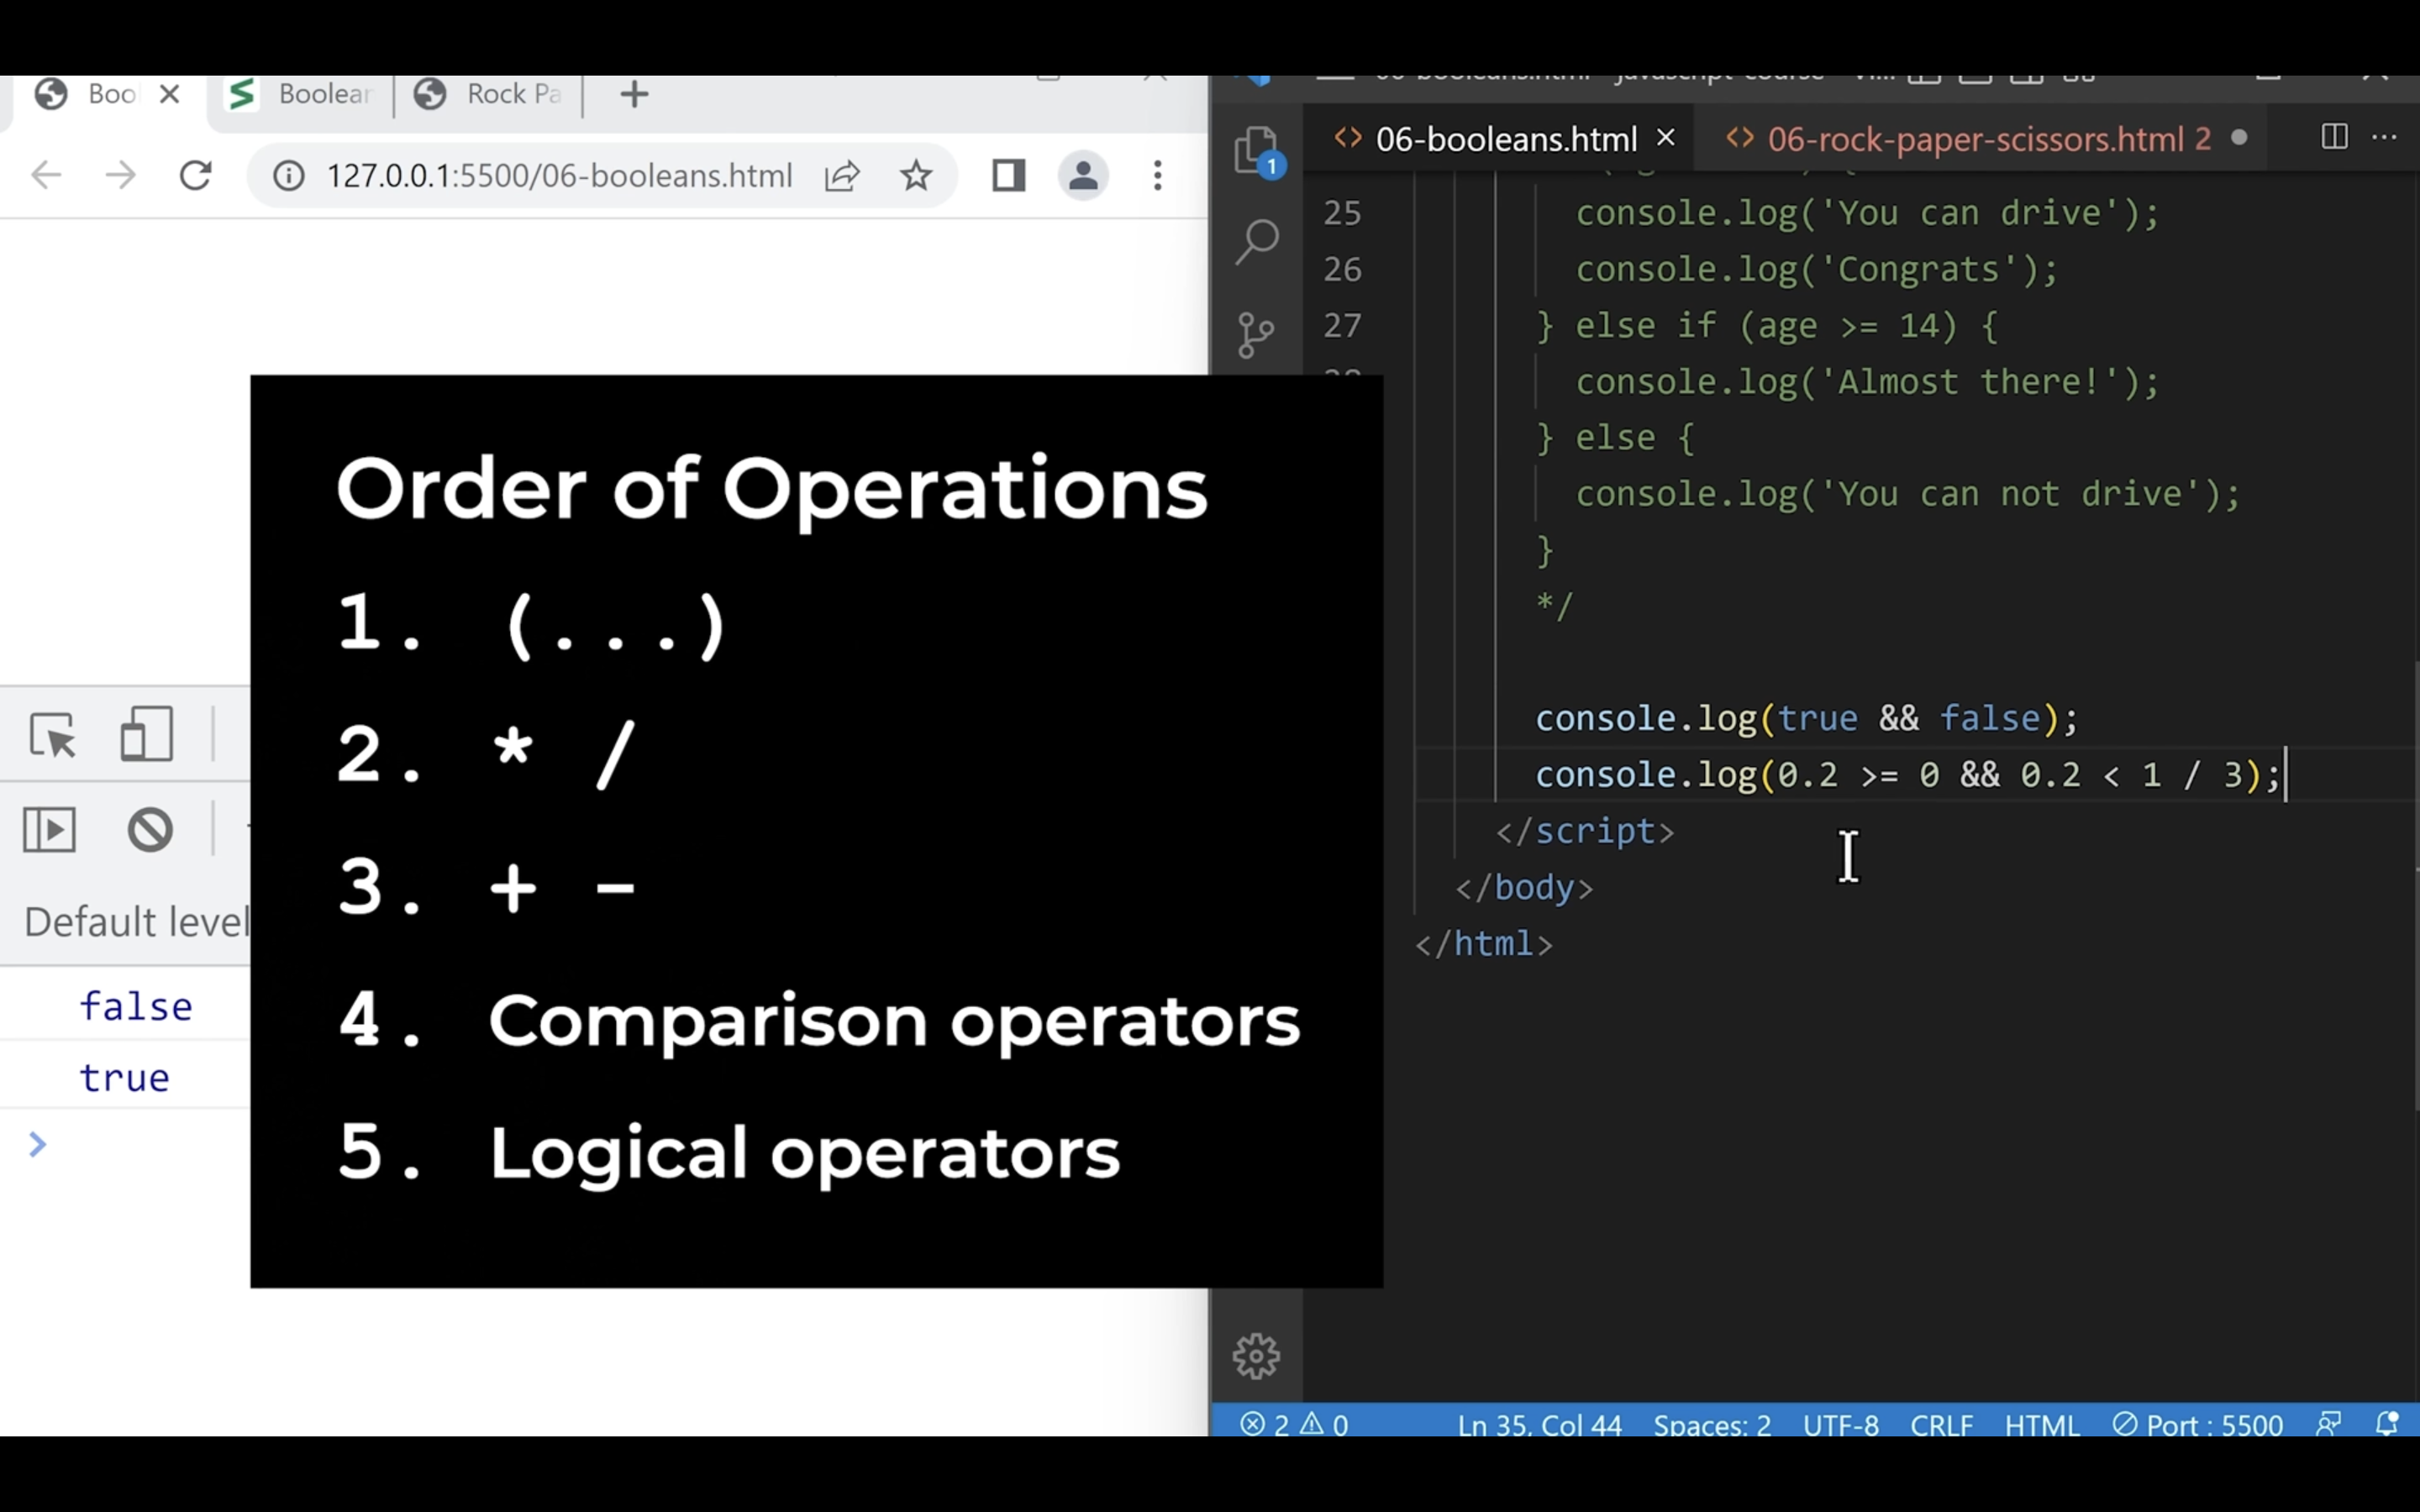 Boo
Boolear
Rock Pa
127.0.0.1:5500/06-booleans.html
Default level
false
true
Order of Operations
1. (...)
2. * /
3. + -
4. Comparison operators
5. Logical operators
06-booleans.html
06-rock-paper-scissors.html 2
1
25 console.log('You can drive');
26 console.log('Congrats');
27 } else if (age >= 14) {
console.log('Almost there!');
} else {
console.log('You can not drive');
}
*/
console.log(true && false);
console.log(0.2 >= 0 && 0.2 < 1 / 3);
</script>
</body>
</html>
2 0 Ln 35, Col 44 Spaces: 2 UTF-8 CRLF HTML Port : 5500